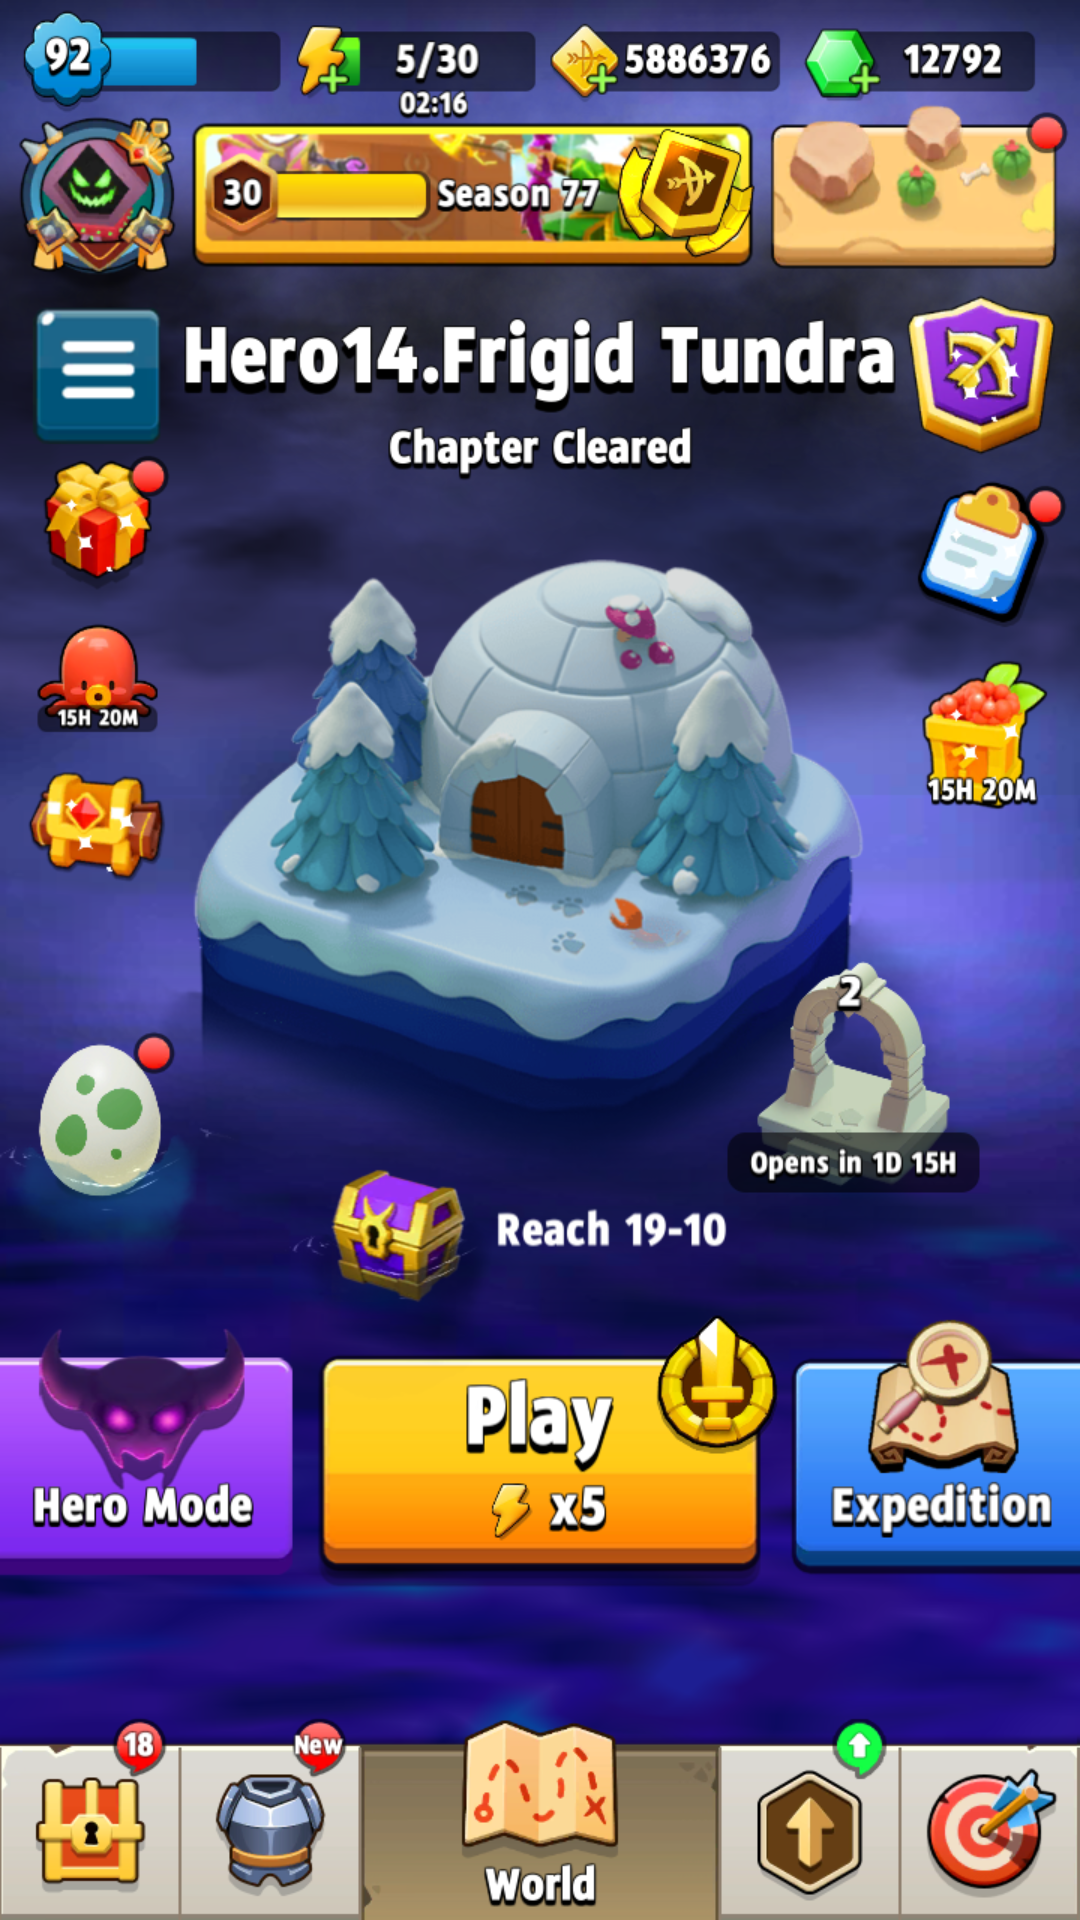 92
5/30
5886376
12792
02:16
30
Season 77
Hero14.Frigid Tundra
Chapter Cleared
15H 20M
15H 20M
2
Opens in 1D 15H
Reach 19-10
Hero Mode
Play
x5
Expedition
18
New
World